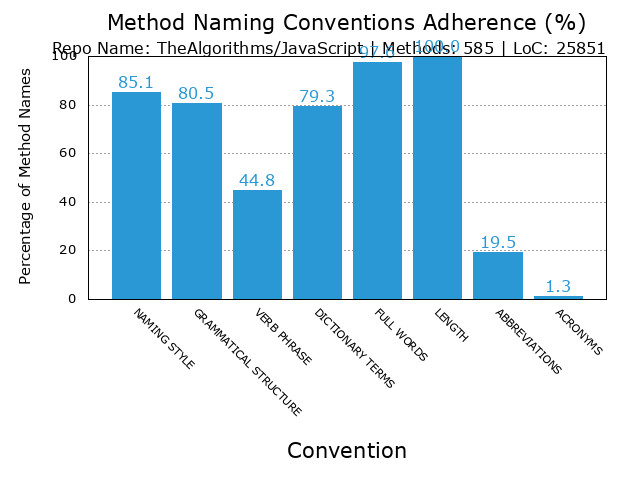 Method Naming Conventions Adherence (%)
Repo Name: TheAlgorithms/JavaScript | Methods: 585 | LoC: 25851
Percentage of Method Names
100
80
60
40
20
0
85.1
80.5
44.8
79.3
97.6
100.0
19.5
1.3
NAMING STYLE
GRAMMATICAL STRUCTURE
VERB PHRASE
DICTIONARY TERMS
FULL WORDS
LENGTH
ABBREVIATIONS
ACRONYMS
Convention